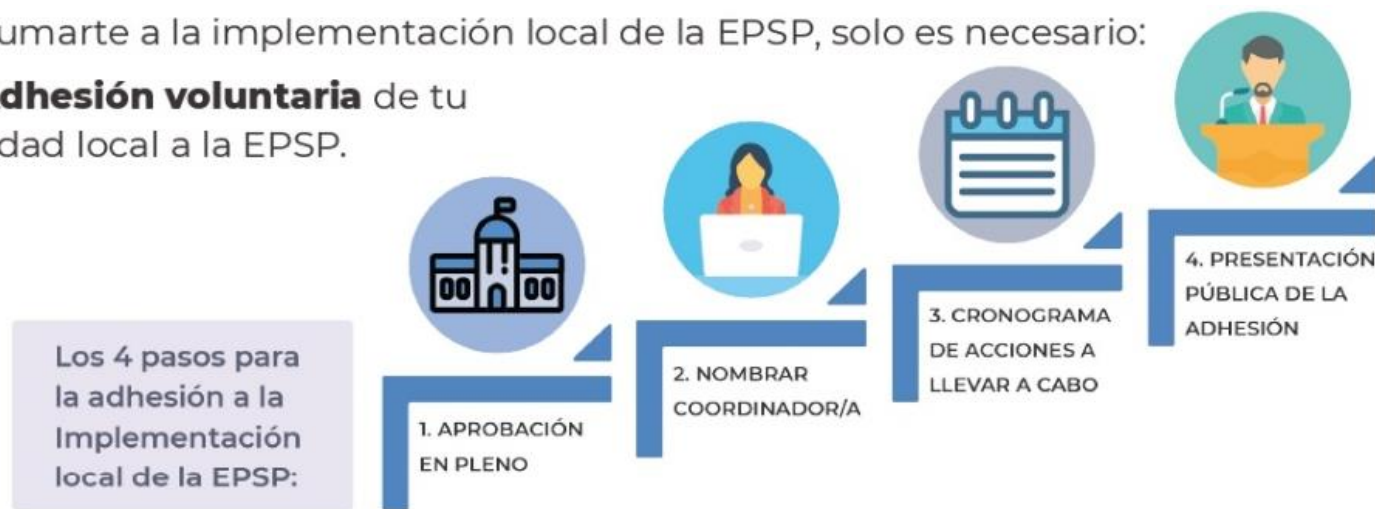 umarte a la implementación local de la EPSP, solo es necesario:
dhesión voluntaria de tu
dad local a la EPSP.
Los 4 pasos para
la adhesión a la
Implementación
local de la EPSP:
1. APROBACIÓN
EN PLENO
2. NOMBRAR
COORDINADOR/A
3. CRONOGRAMA
DE ACCIONES A
LLEVAR A CABO
4. PRESENTACIÓN
PÚBLICA DE LA
ADHESIÓN